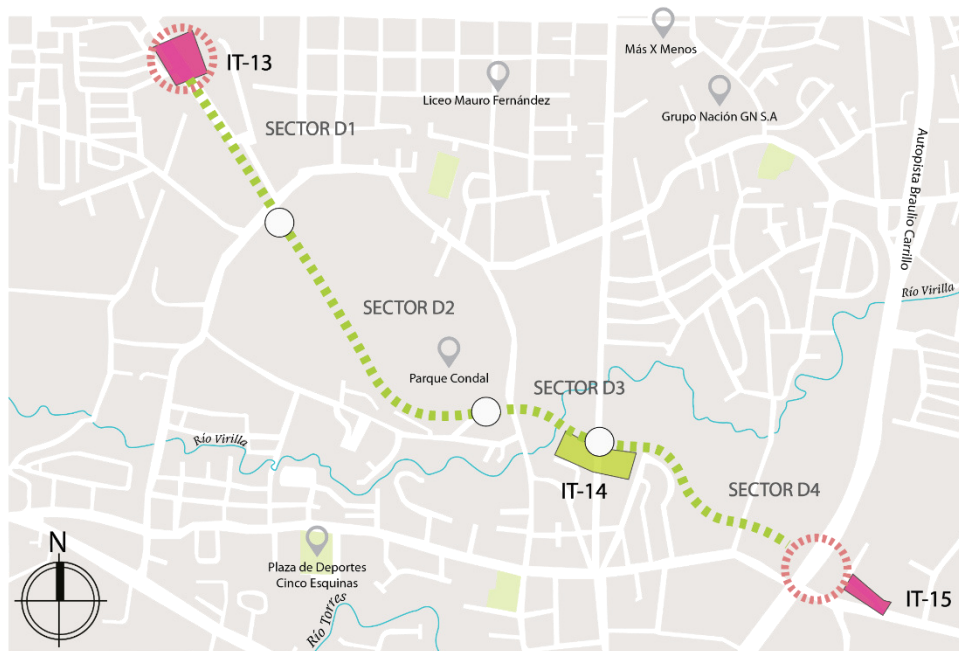 IT-13
Más X Menos
Liceo Mauro Fernández
Grupo Nación GN S.A
SECTOR D1
Autopista Braulio Carrillo
Río Virilla
SECTOR D2
Parque Condal
SECTOR D3
Río Virilla
IT-14
SECTOR D4
N
Plaza de Deportes
Cinco Esquinas
Río Torres
IT-15